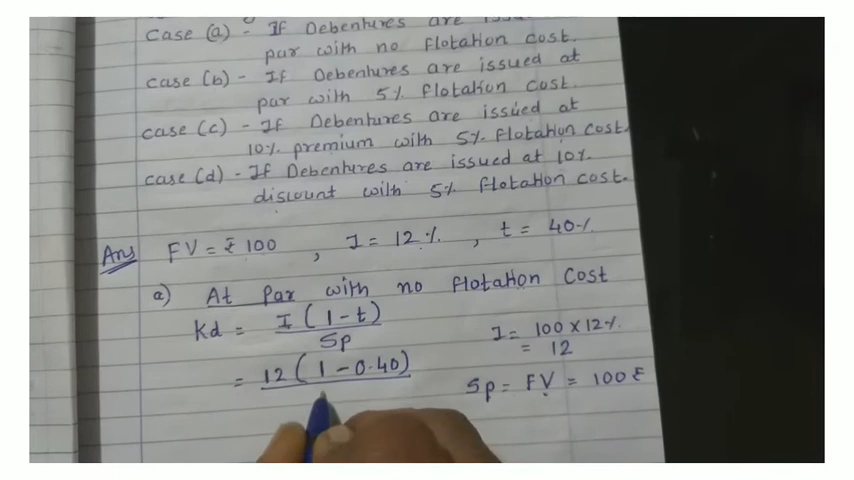 case (a) - If Debentures are
par with no flotation cost.
case (b) - If Debentures are issued at
par with 5% flotation cost.
case (c) - If Debentures are issued at
10% premium with 5% flotation cost.
case (d) - If Debentures are issued at 10%
discount with 5% flotation cost.
Ans FV = ₹ 100 , I = 12% , t = 40%
a) At Par with no flotation Cost
Kd = I (1 - t)
Sp
I = 100 x 12%
= 12
= 12 (1 - 0.40)
Sp = FV = 100 ₹